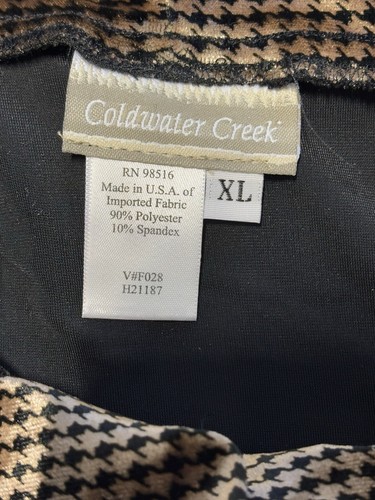 Coldwater Creek
RN 98516
Made in U.S.A. of
Imported Fabric
90% Polyester
10% Spandex
XL
V#F028
H21187